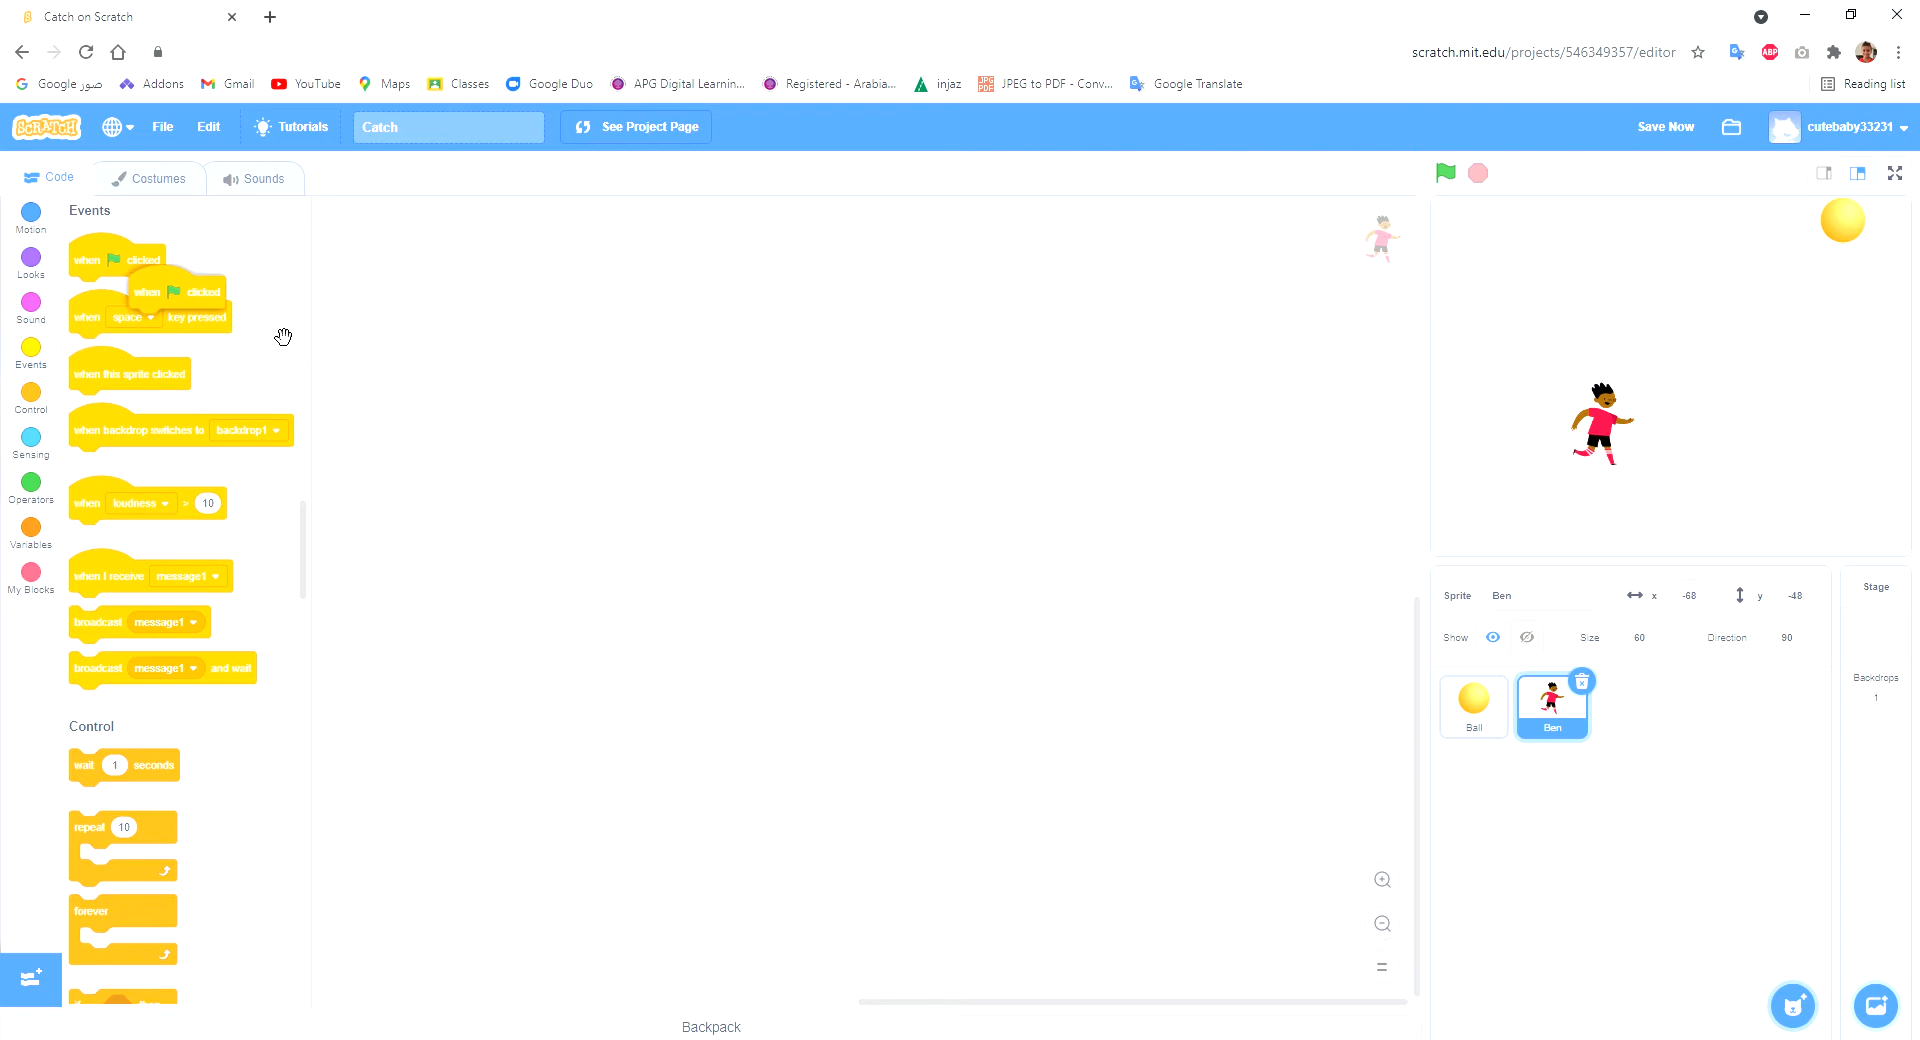 Catch on Scratch
scratch.mit.edu/projects/546349357/editor
ABP
Google صور
Addons
Gmail
YouTube
Maps
Classes
Google Duo
APG Digital Learnin...
Registered - Arabia...
injaz
JPG PDF
JPEG to PDF - Conv...
Google Translate
Reading list
SCRATCH
File
Edit
Tutorials
Catch
See Project Page
Save Now
cutebaby33231
Code
Costumes
Sounds
Motion
Looks
Sound
Events
Control
Sensing
Operators
Variables
My Blocks
Events
when clicked
when clicked
when space key pressed
when this sprite clicked
when backdrop switches to backdrop1
when loudness > 10
when I receive message1
broadcast message1
broadcast message1 and wait
Control
wait 1 seconds
repeat 10
forever
Backpack
Sprite Ben x -68 y -48
Show Size 60 Direction 90
Ball
Ben
Stage
Backdrops
1